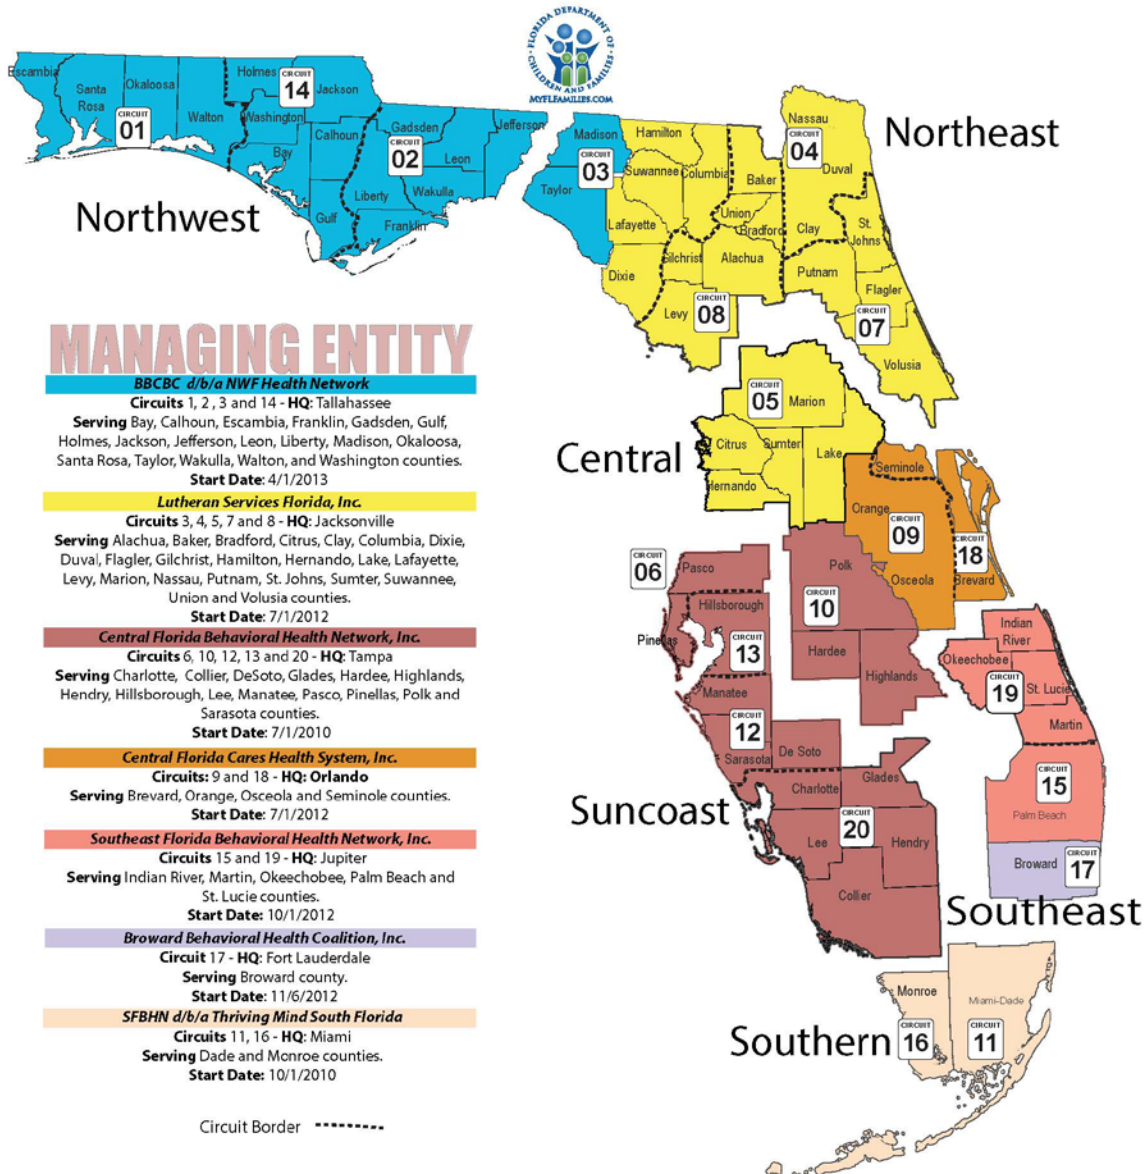 FLORIDA DEPARTMENT OF
CHILDREN AND FAMILIES
MYFLFAMILIES.COM
Escambia
Santa
Rosa
Okaloosa
Walton
CIRCUIT
01
Holmes
CIRCUIT
14
Jackson
Washington
Calhoun
Bay
Gulf
Gadsden
CIRCUIT
02
Leon
Jefferson
Liberty
Wakulla
Franklin
Northwest
Madison
CIRCUIT
03
Taylor
Hamilton
Suwannee
Columbia
Lafayette
Dixie
Baker
Union
Bradford
Gilchrist
Alachua
Levy
CIRCUIT
08
Nassau
CIRCUIT
04
Duval
Clay
St.
Johns
Putnam
Flagler
CIRCUIT
07
Volusia
Northeast
CIRCUIT
05
Marion
Citrus
Sumter
Lake
Hernando
Central
Seminole
Orange
CIRCUIT
09
Osceola
CIRCUIT
18
Brevard
CIRCUIT
06
Pasco
Pinellas
Hillsborough
CIRCUIT
13
Polk
CIRCUIT
10
Hardee
Highlands
Manatee
CIRCUIT
12
Sarasota
De Soto
Charlotte
Glades
CIRCUIT
20
Lee
Hendry
Collier
Suncoast
Indian
River
Okeechobee
CIRCUIT
19
St. Lucie
Martin
CIRCUIT
15
Palm Beach
Broward
CIRCUIT
17
Southeast
Monroe
CIRCUIT
16
Miami-Dade
CIRCUIT
11
Southern
MANAGING ENTITY
BBCBC d/b/a NWF Health Network
Circuits 1, 2 , 3 and 14 - HQ: Tallahassee
Serving Bay, Calhoun, Escambia, Franklin, Gadsden, Gulf,
Holmes, Jackson, Jefferson, Leon, Liberty, Madison, Okaloosa,
Santa Rosa, Taylor, Wakulla, Walton, and Washington counties.
Start Date: 4/1/2013
Lutheran Services Florida, Inc.
Circuits 3, 4, 5, 7 and 8 - HQ: Jacksonville
Serving Alachua, Baker, Bradford, Citrus, Clay, Columbia, Dixie,
Duval, Flagler, Gilchrist, Hamilton, Hernando, Lake, Lafayette,
Levy, Marion, Nassau, Putnam, St. Johns, Sumter, Suwannee,
Union and Volusia counties.
Start Date: 7/1/2012
Central Florida Behavioral Health Network, Inc.
Circuits 6, 10, 12, 13 and 20 - HQ: Tampa
Serving Charlotte, Collier, DeSoto, Glades, Hardee, Highlands,
Hendry, Hillsborough, Lee, Manatee, Pasco, Pinellas, Polk and
Sarasota counties.
Start Date: 7/1/2010
Central Florida Cares Health System, Inc.
Circuits: 9 and 18 - HQ: Orlando
Serving Brevard, Orange, Osceola and Seminole counties.
Start Date: 7/1/2012
Southeast Florida Behavioral Health Network, Inc.
Circuits 15 and 19 - HQ: Jupiter
Serving Indian River, Martin, Okeechobee, Palm Beach and
St. Lucie counties.
Start Date: 10/1/2012
Broward Behavioral Health Coalition, Inc.
Circuit 17 - HQ: Fort Lauderdale
Serving Broward county.
Start Date: 11/6/2012
SFBHN d/b/a Thriving Mind South Florida
Circuits 11, 16 - HQ: Miami
Serving Dade and Monroe counties.
Start Date: 10/1/2010
Circuit Border